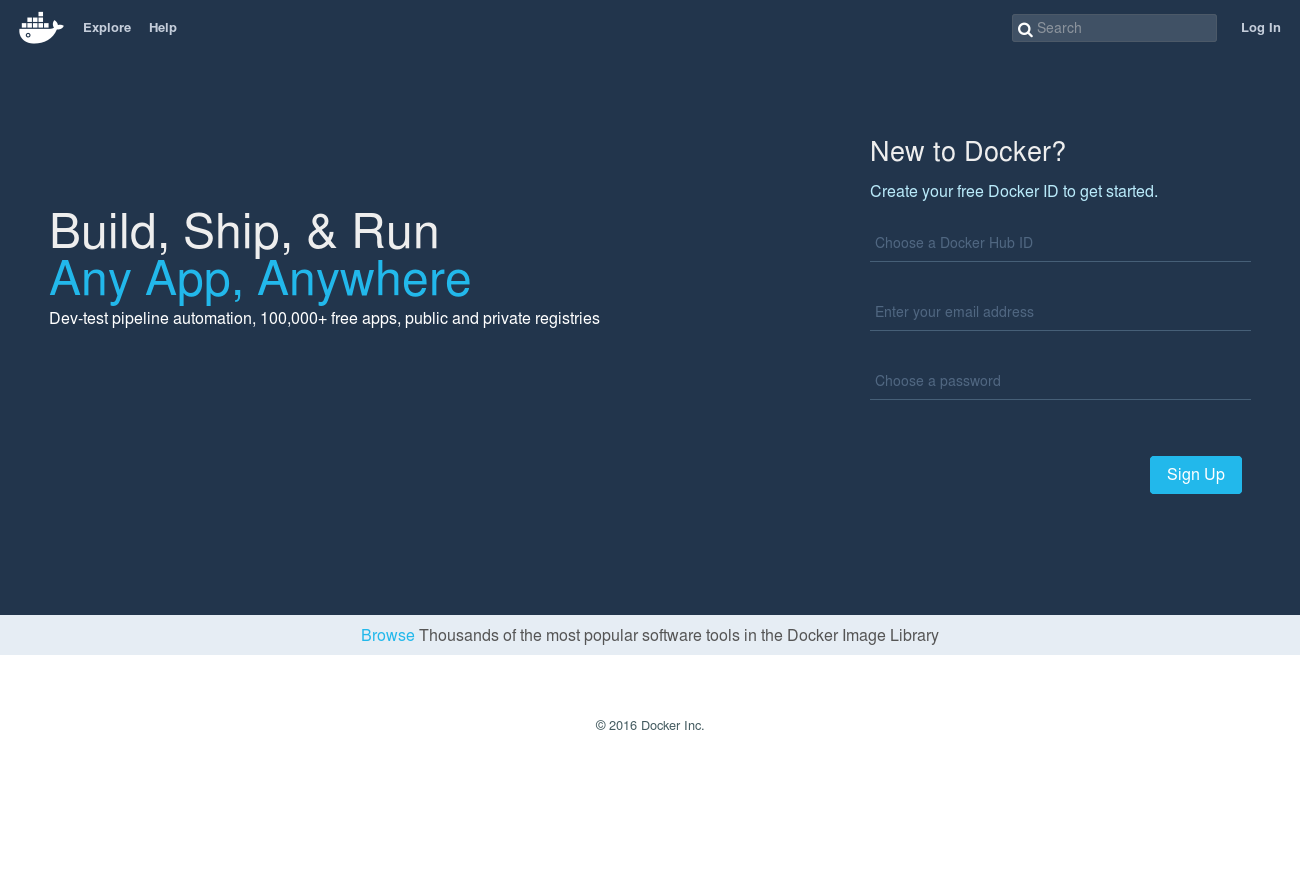 Explore Help
Search
Log In
Build, Ship, & Run
Any App, Anywhere
Dev-test pipeline automation, 100,000+ free apps, public and private registries
New to Docker?
Create your free Docker ID to get started.
Choose a Docker Hub ID
Enter your email address
Choose a password
Sign Up
Browse Thousands of the most popular software tools in the Docker Image Library
© 2016 Docker Inc.